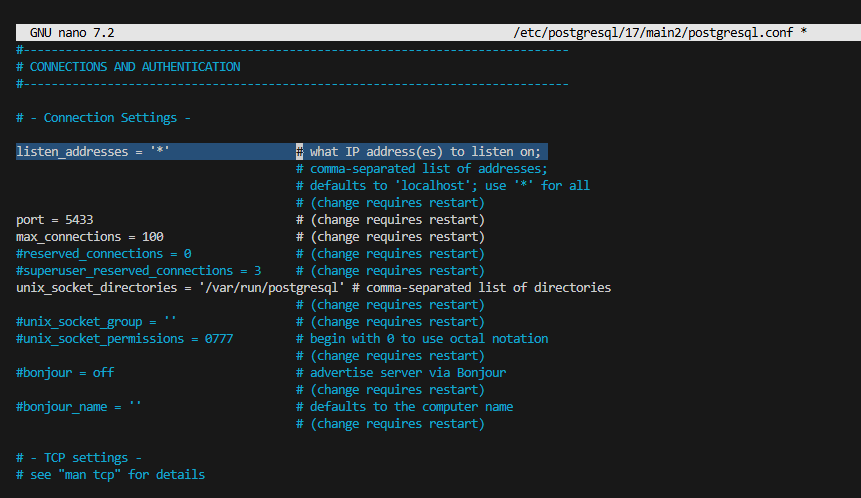 GNU nano 7.2 /etc/postgresql/17/main2/postgresql.conf *
#------------------------------------------------------------------------------
# CONNECTIONS AND AUTHENTICATION
#------------------------------------------------------------------------------
# - Connection Settings -
listen_addresses = '*' # what IP address(es) to listen on;
# comma-separated list of addresses;
# defaults to 'localhost'; use '*' for all
# (change requires restart)
port = 5433 # (change requires restart)
max_connections = 100 # (change requires restart)
#reserved_connections = 0 # (change requires restart)
#superuser_reserved_connections = 3 # (change requires restart)
unix_socket_directories = '/var/run/postgresql' # comma-separated list of directories
# (change requires restart)
#unix_socket_group = '' # (change requires restart)
#unix_socket_permissions = 0777 # begin with 0 to use octal notation
# (change requires restart)
#bonjour = off # advertise server via Bonjour
# (change requires restart)
#bonjour_name = '' # defaults to the computer name
# (change requires restart)
# - TCP settings -
# see "man tcp" for details